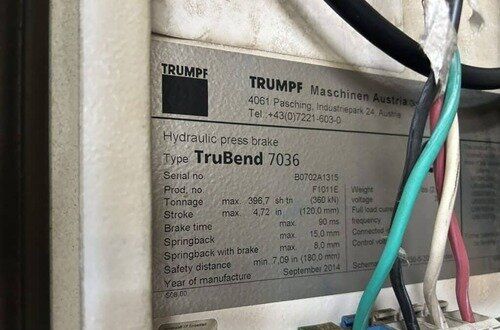 TRUMPF
TRUMPF Maschinen Austria
4061 Pasching, Industriepark 24, Austria
Tel. +43(0)7221-603-0
Hydraulic press brake
Type TruBend 7036
Serial no B0702A1315
Prod. no F1011E
Tonnage max. 396,7 sh tn (360 kN)
Stroke max. 4,72 in (120,0 mm)
Brake time max. 90 ms
Springback max. 15,0 mm
Springback with brake max. 8,0 mm
Safety distance min. 7,09 in (180,0 mm)
Year of manufacture September 2014
Weight
voltage
Full load current
frequency
Connected
Control voltage
Schema